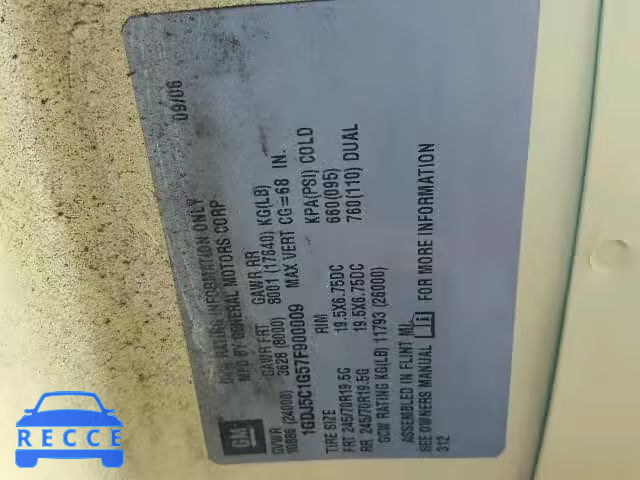 GM
RATING INFORMATION ONLY 09/06
MFD BY GENERAL MOTORS CORP
GVWR GAWR FRT GAWR RR
10886 (24000) 3628 (8000) 8001 (17640) KG(LB)
1GDJ5C1G57F900009 MAX VERT CG=68 IN.
TIRE SIZE RIM KPA(PSI) COLD
FRT 245/70R19.5G 19.5X6.75DC 660(095)
RR 245/70R19.5G 19.5X6.75DC 760(110) DUAL
GCW RATING KG(LB) 11793 (26000)
ASSEMBLED IN FLINT MI
SEE OWNERS MANUAL FOR MORE INFORMATION
312
RECCE